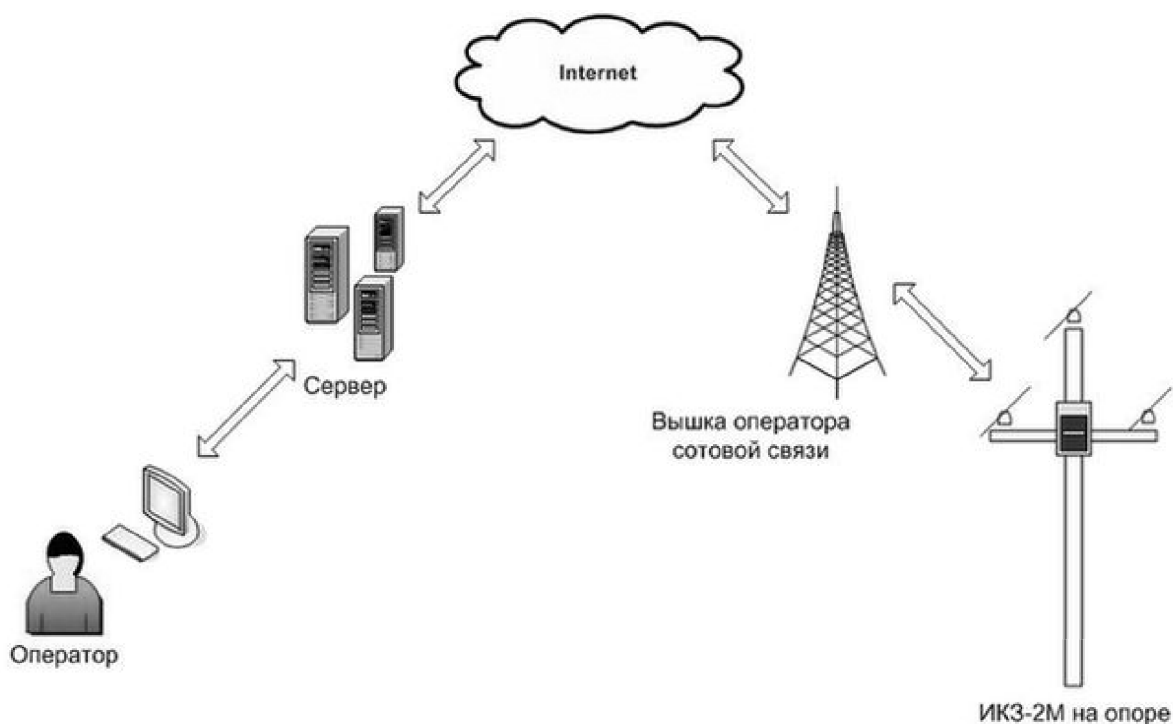 Internet
Сервер
Вышка оператора
сотовой связи
Оператор
ИКЗ-2М на опоре